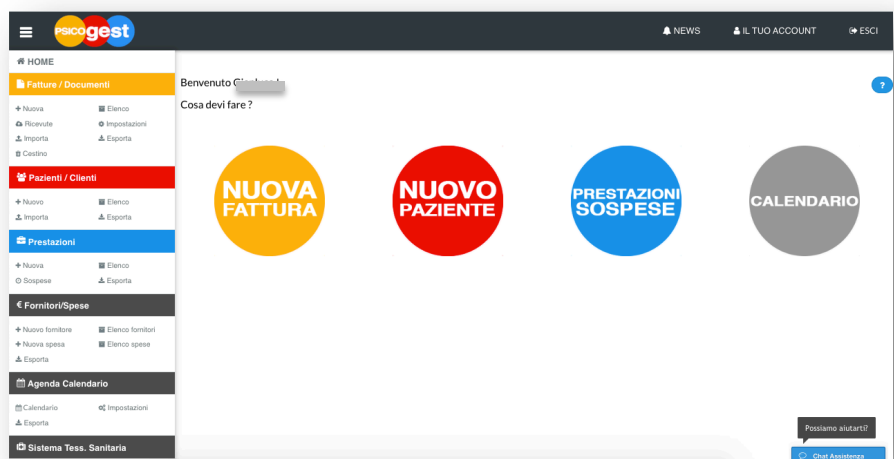 PSICOgest
NEWS
IL TUO ACCOUNT
ESCI
HOME
Fatture / Documenti
+ Nuova
Elenco
Ricevute
Impostazioni
Importa
Esporta
Cestino
Pazienti / Clienti
+ Nuovo
Elenco
Importa
Esporta
Prestazioni
+ Nuova
Elenco
Sospese
Esporta
€ Fornitori/Spese
+ Nuovo fornitore
Elenco fornitori
+ Nuova spesa
Elenco spese
Esporta
Agenda Calendario
Calendario
Impostazioni
Esporta
Sistema Tess. Sanitaria
Benvenuto
?
Cosa devi fare ?
NUOVA
FATTURA
NUOVO
PAZIENTE
PRESTAZIONI
SOSPESE
CALENDARIO
Possiamo aiutarti?
Chat Assistenza